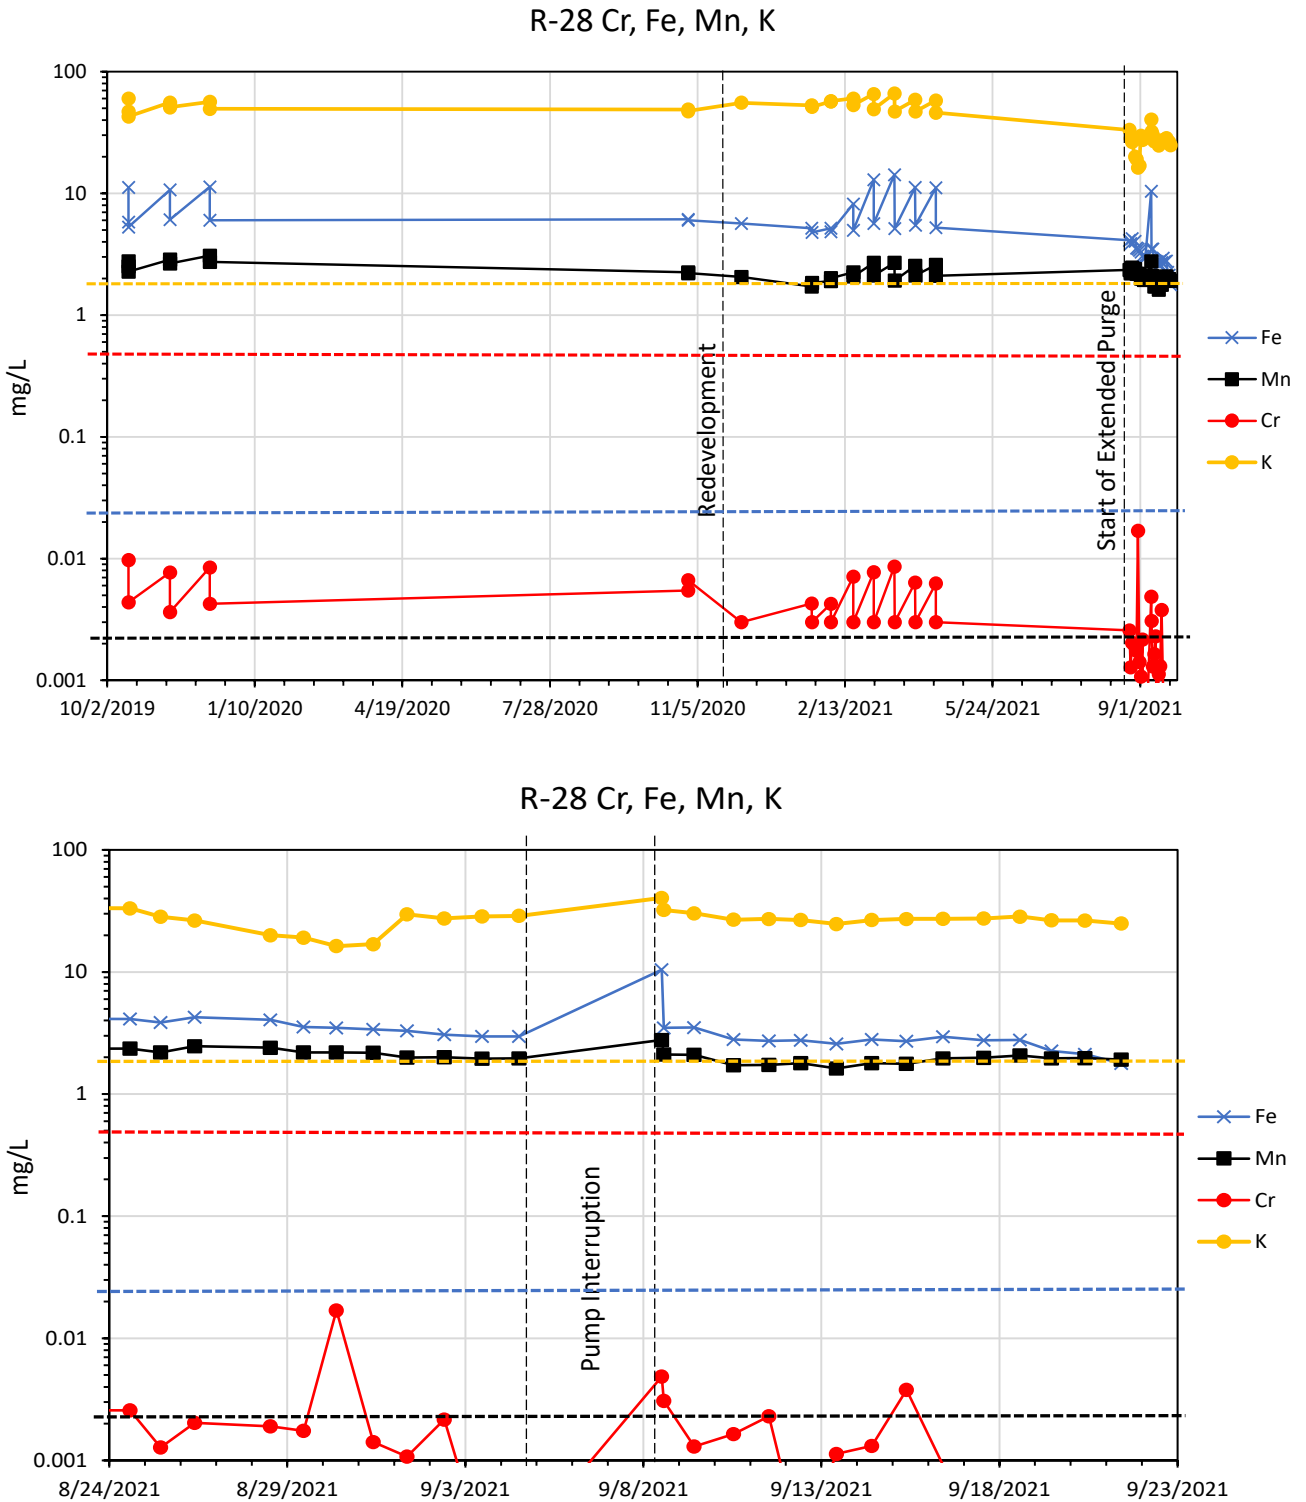 R-28 Cr, Fe, Mn, K
100
10
1
0.1
0.01
0.001
mg/L
10/2/2019 1/10/2020 4/19/2020 7/28/2020 11/5/2020 2/13/2021 5/24/2021 9/1/2021
Redevelopment
Start of Extended Purge
Fe
Mn
Cr
K
R-28 Cr, Fe, Mn, K
100
10
1
0.1
0.01
0.001
mg/L
8/24/2021 8/29/2021 9/3/2021 9/8/2021 9/13/2021 9/18/2021 9/23/2021
Pump Interruption
Fe
Mn
Cr
K